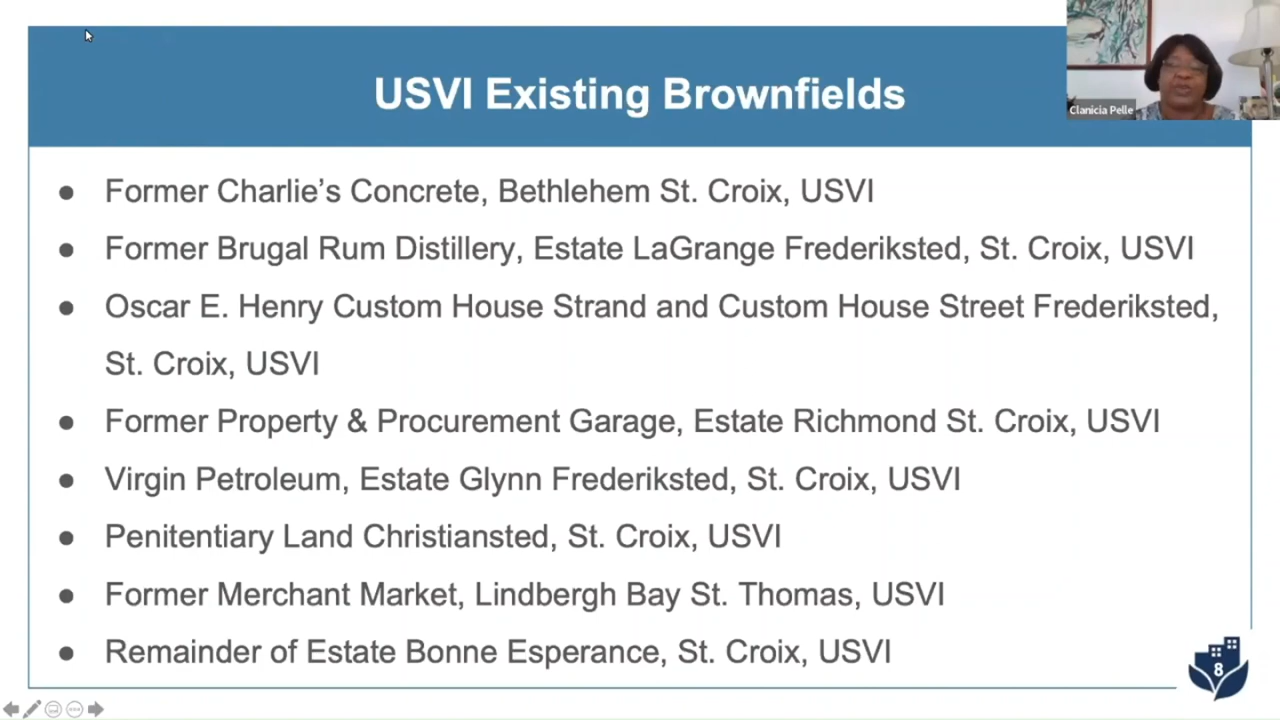 USVI Existing Brownfields
Clanicia Pelle
● Former Charlie’s Concrete, Bethlehem St. Croix, USVI
● Former Brugal Rum Distillery, Estate LaGrange Frederiksted, St. Croix, USVI
● Oscar E. Henry Custom House Strand and Custom House Street Frederiksted,
St. Croix, USVI
● Former Property & Procurement Garage, Estate Richmond St. Croix, USVI
● Virgin Petroleum, Estate Glynn Frederiksted, St. Croix, USVI
● Penitentiary Land Christiansted, St. Croix, USVI
● Former Merchant Market, Lindbergh Bay St. Thomas, USVI
● Remainder of Estate Bonne Esperance, St. Croix, USVI
8